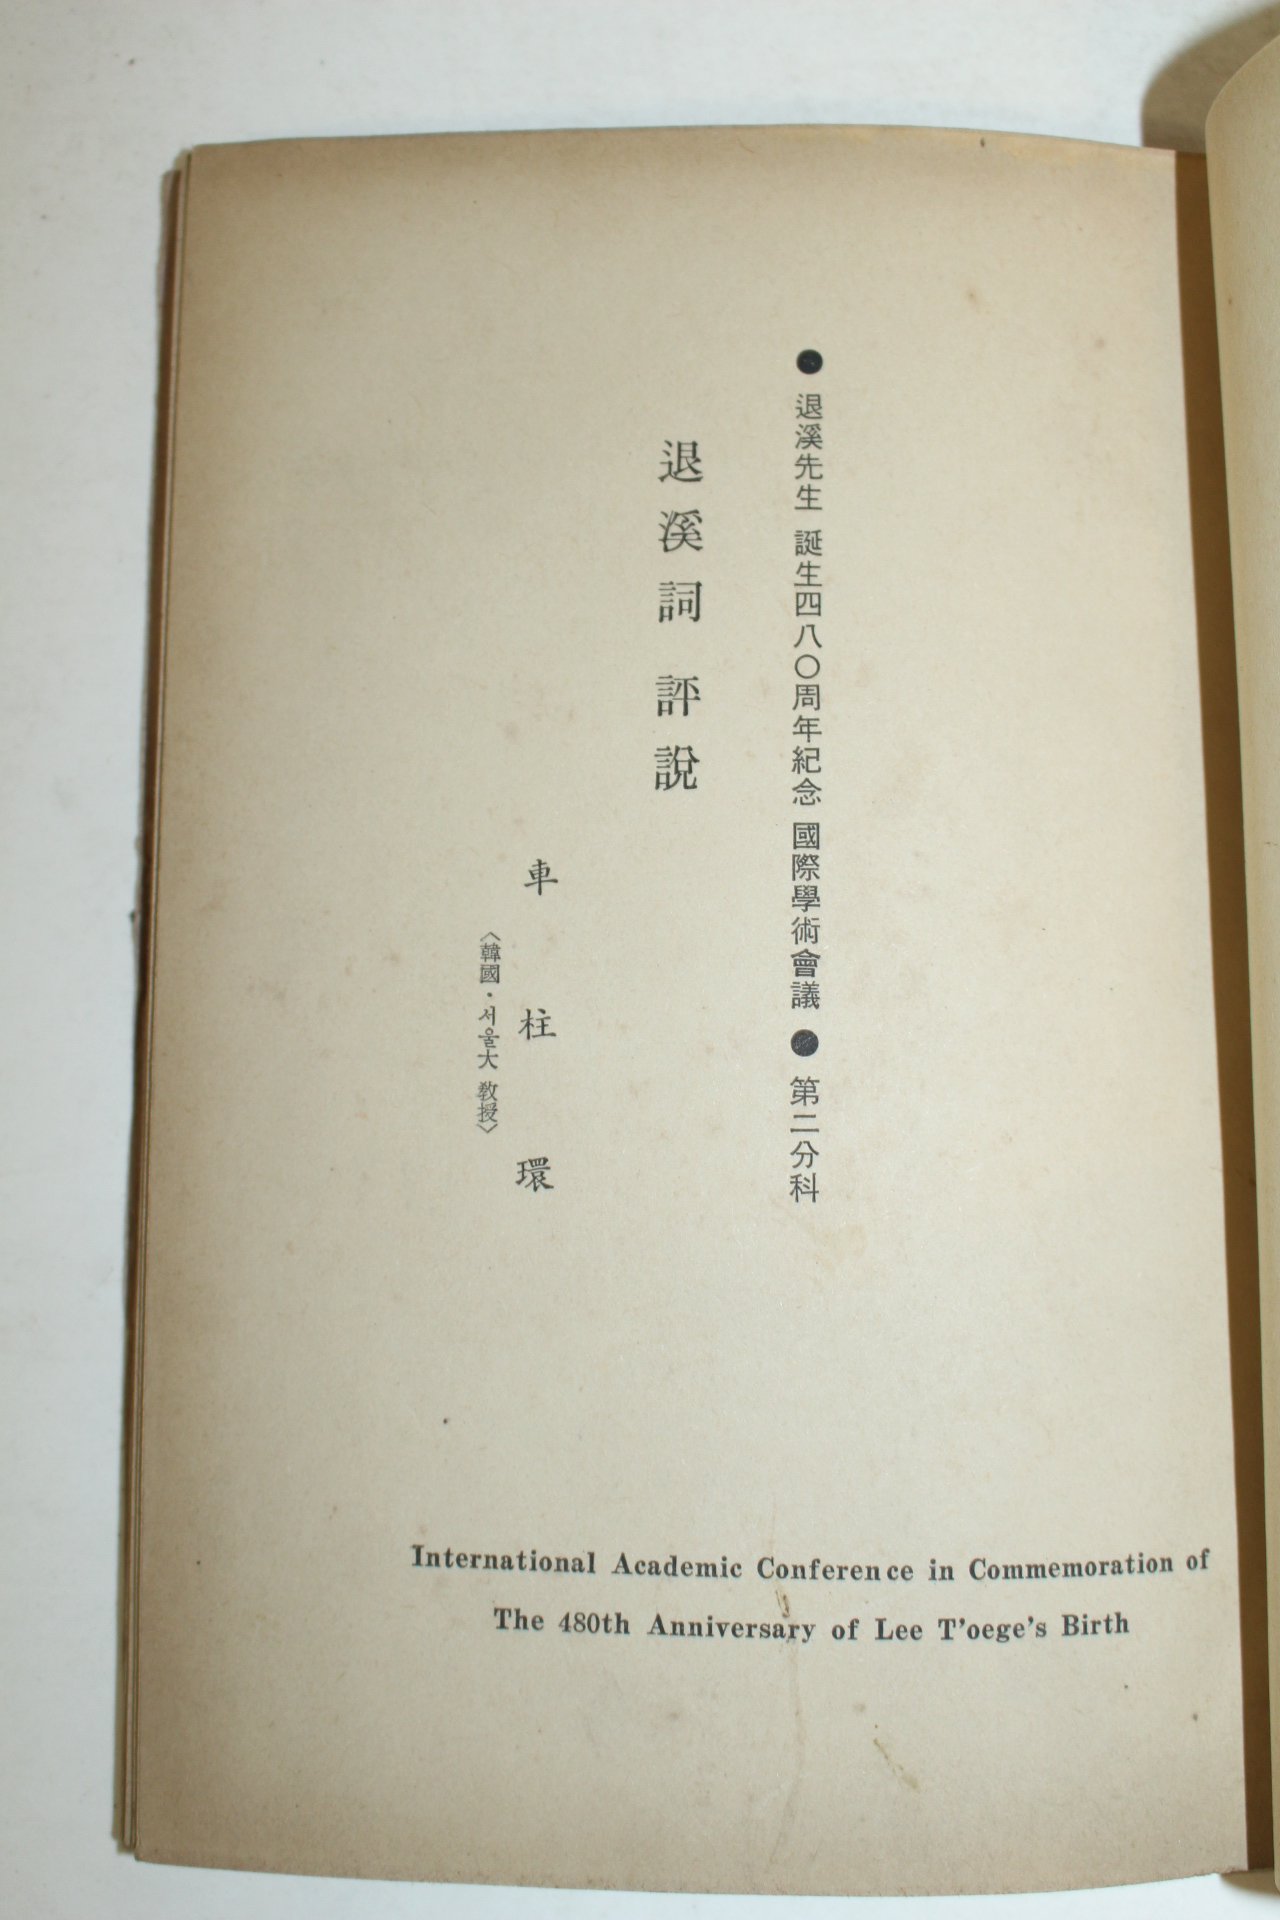 ● 退溪先生 誕生四八〇周年紀念 國際學術會議 ● 第二分科
退溪詞 評說
車柱環
〈韓國·서울大 敎授〉
International Academic Conference in Commemoration of
The 480th Anniversary of Lee T'oege's Birth